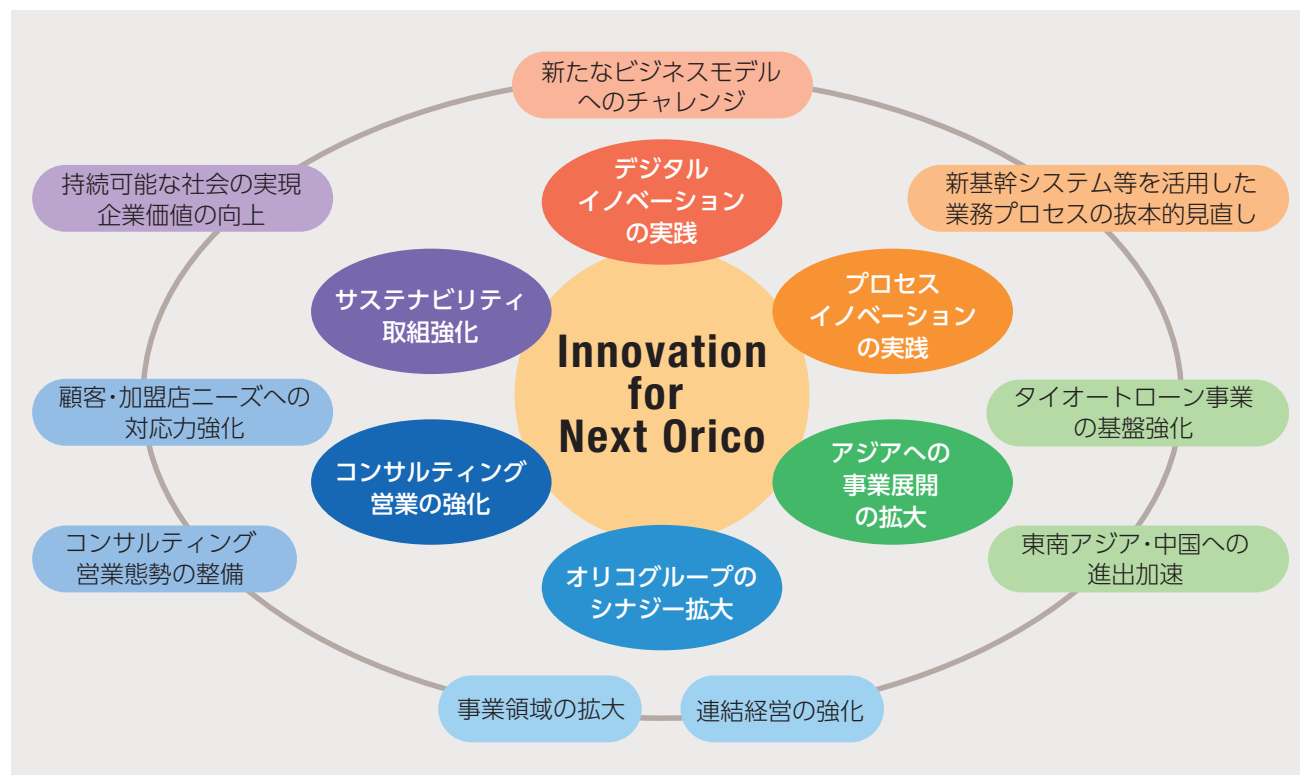 新たなビジネスモデル
へのチャレンジ
持続可能な社会の実現
企業価値の向上
デジタル
イノベーション
の実践
新基幹システム等を活用した
業務プロセスの抜本的見直し
サステナビリティ
取組強化
プロセス
イノベーション
の実践
Innovation
for
Next Orico
顧客・加盟店ニーズへの
対応力強化
タイオートローン事業
の基盤強化
コンサルティング
営業の強化
アジアへの
事業展開
の拡大
コンサルティング
営業態勢の整備
東南アジア・中国への
進出加速
オリコグループの
シナジー拡大
事業領域の拡大
連結経営の強化